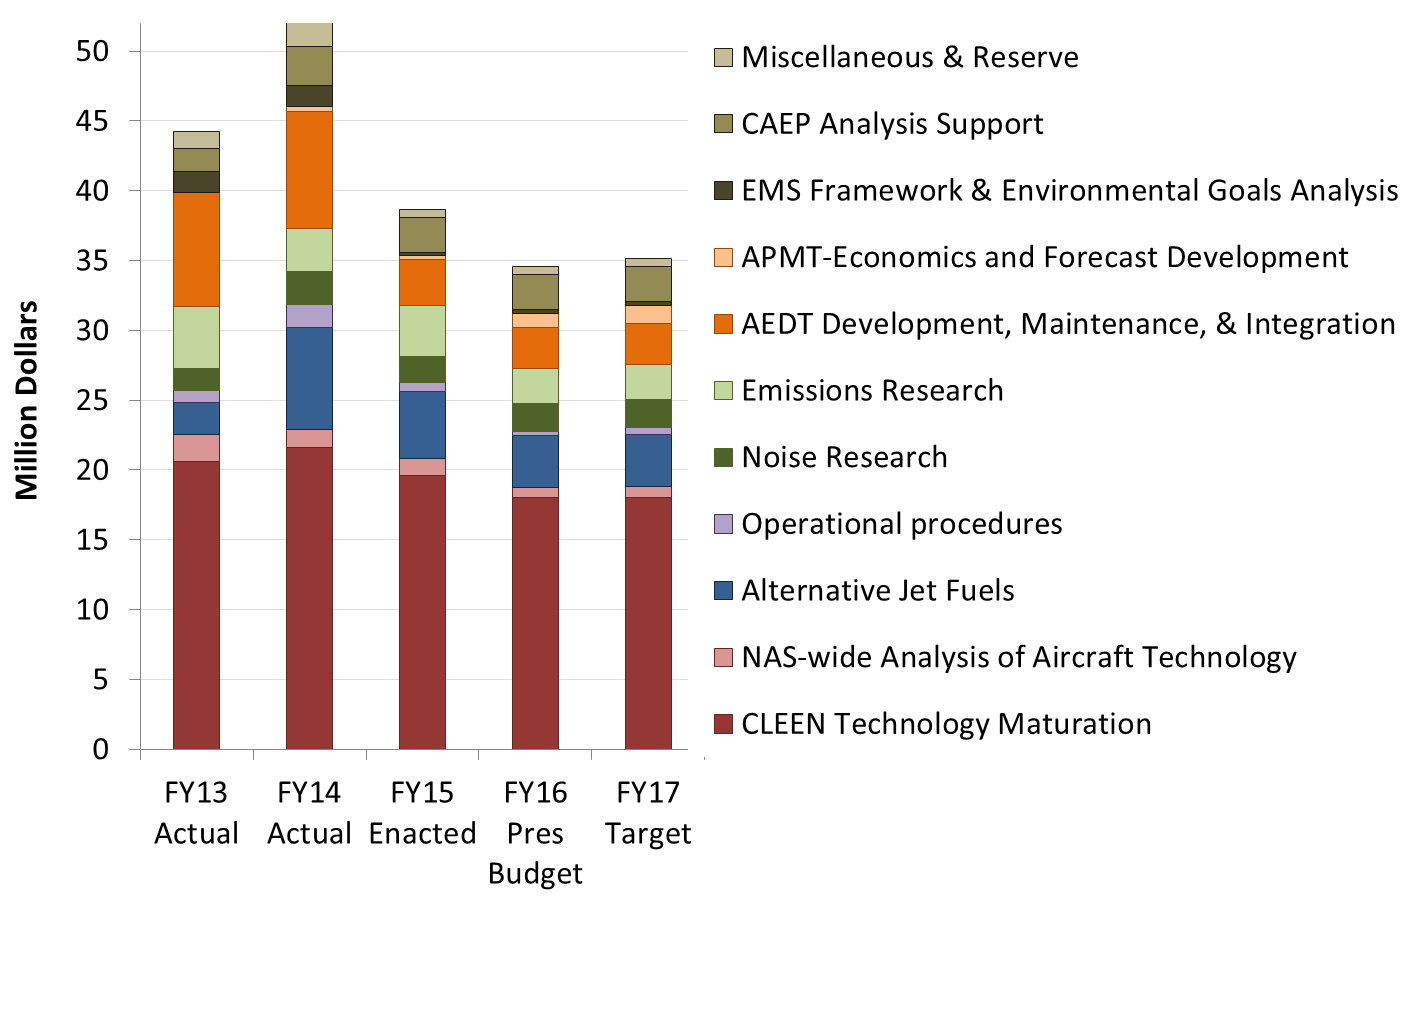 Million Dollars
50
45
40
35
30
25
20
15
10
5
0
FY13
Actual
FY14
Actual
FY15
Enacted
FY16
Pres
Budget
FY17
Target
Miscellaneous & Reserve
CAEP Analysis Support
EMS Framework & Environmental Goals Analysis
APMT-Economics and Forecast Development
AEDT Development, Maintenance, & Integration
Emissions Research
Noise Research
Operational procedures
Alternative Jet Fuels
NAS-wide Analysis of Aircraft Technology
CLEEN Technology Maturation